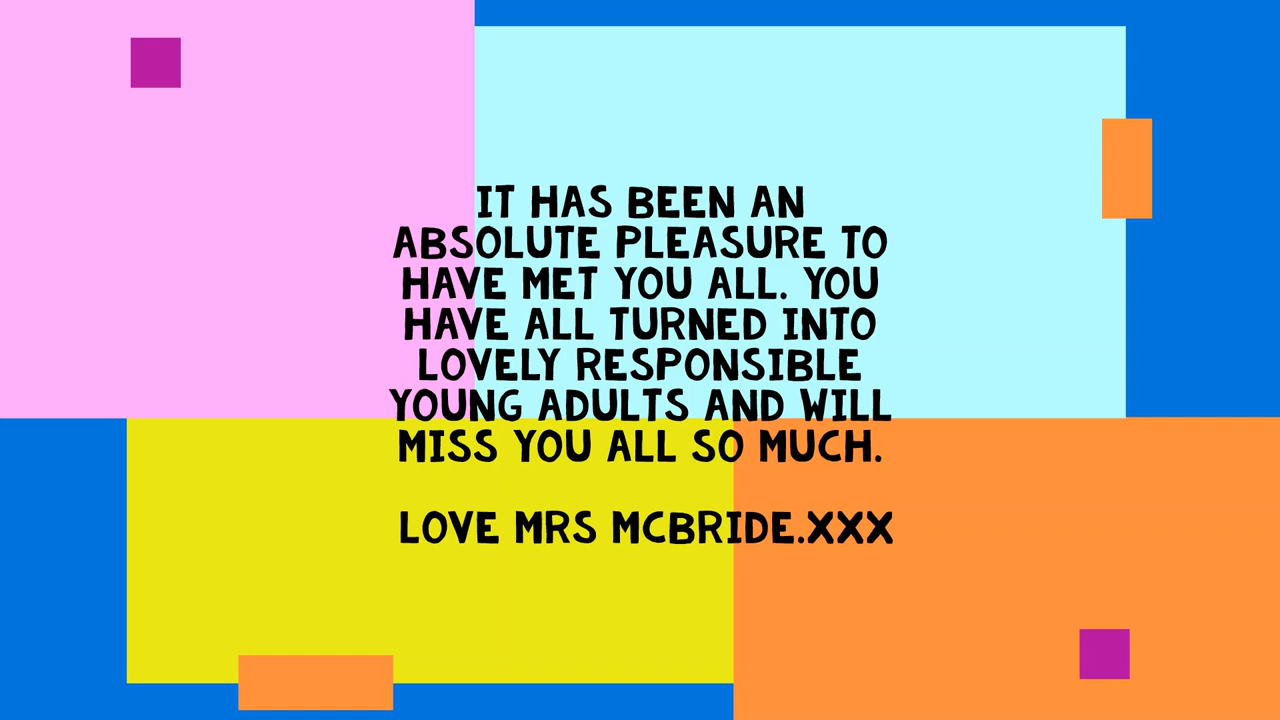 IT HAS BEEN AN
ABSOLUTE PLEASURE TO
HAVE MET YOU ALL. YOU
HAVE ALL TURNED INTO
LOVELY RESPONSIBLE
YOUNG ADULTS AND WILL
MISS YOU ALL SO MUCH.
LOVE MRS MCBRIDE.XXX